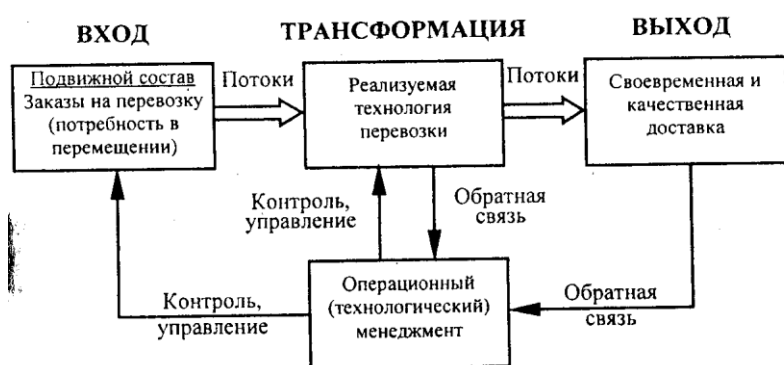 ВХОД
ТРАНСФОРМАЦИЯ
ВЫХОД
Подвижной состав
Заказы на перевозку
(потребность в
перемещении)
Потоки
Реализуемая
технология
перевозки
Потоки
Своевременная и
качественная
доставка
Контроль,
управление
Обратная
связь
Контроль,
управление
Операционный
(технологический)
менеджмент
Обратная
связь